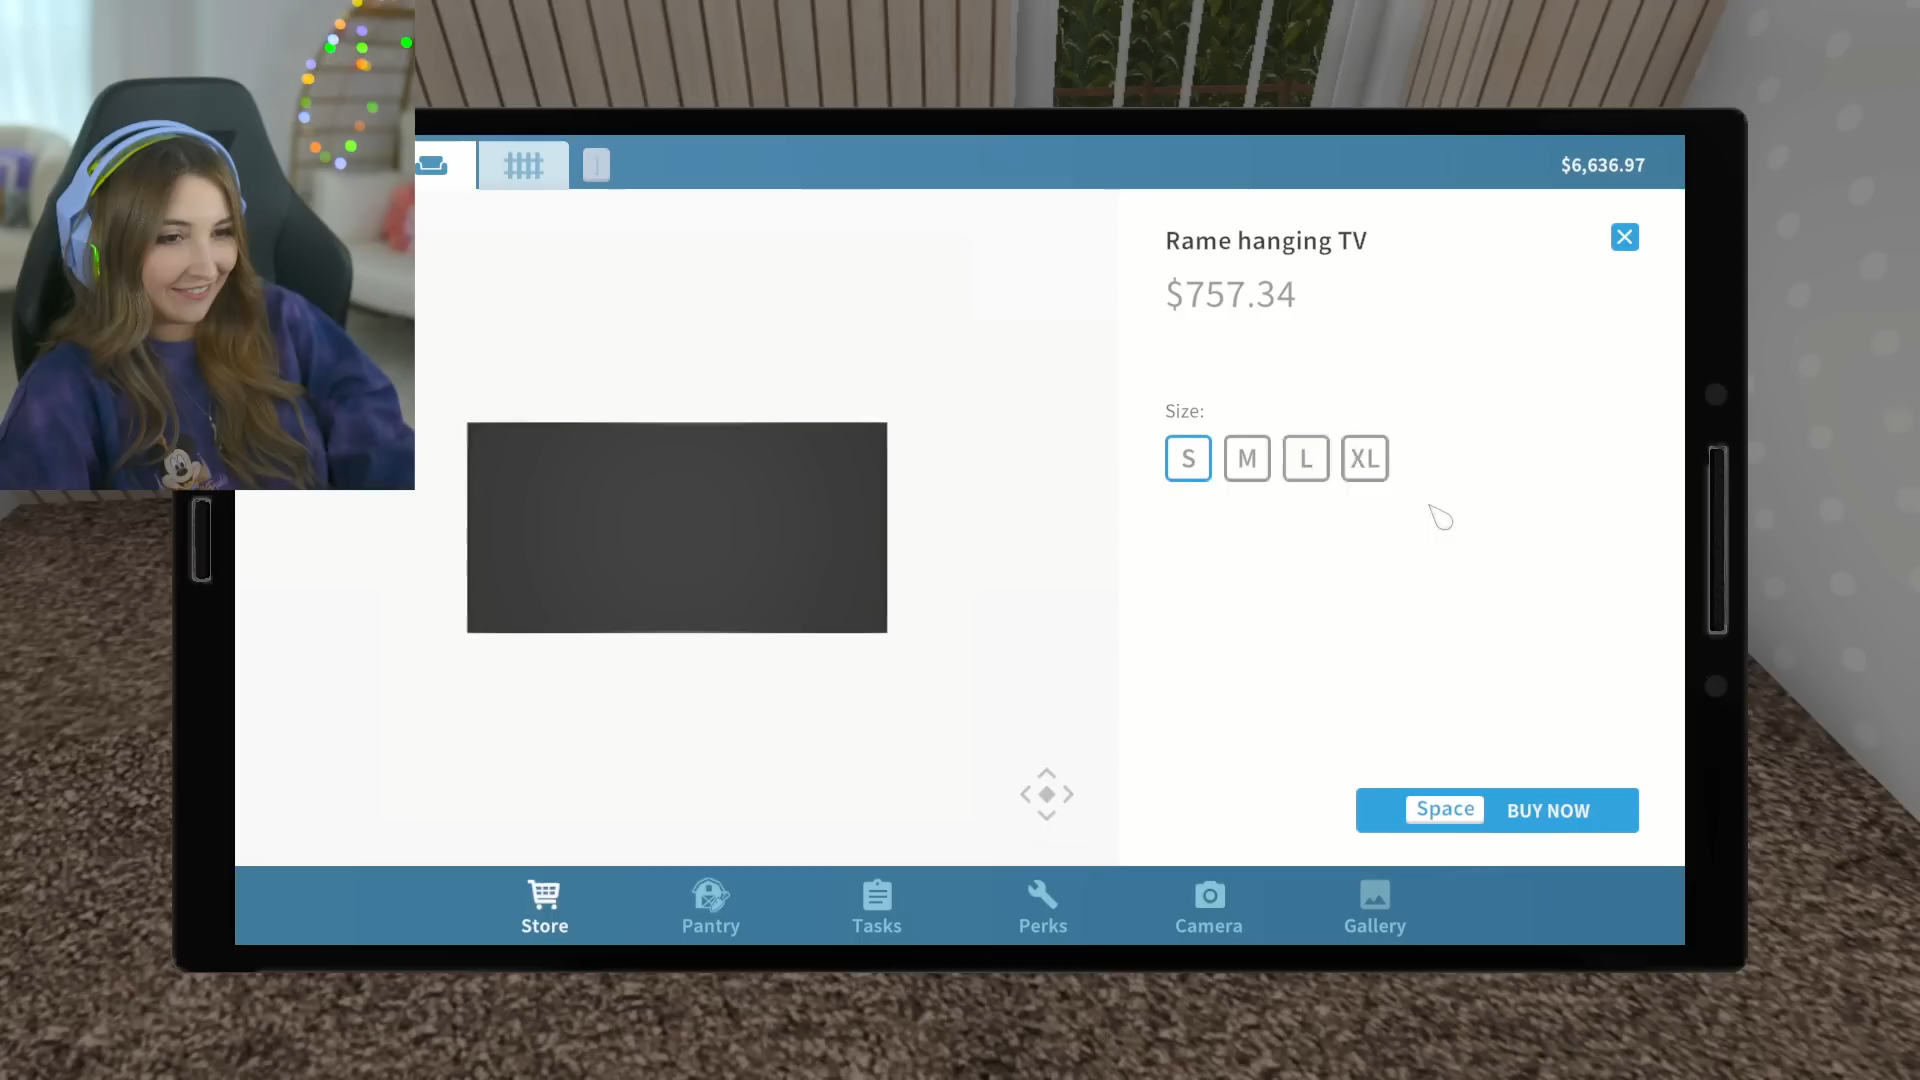 $6,636.97
Rame hanging TV
$757.34
Size:
S M L XL
Space BUY NOW
Store Pantry Tasks Perks Camera Gallery